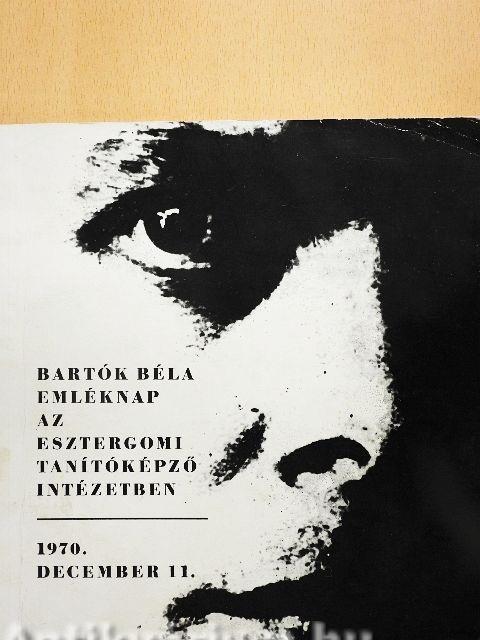 BARTÓK BÉLA
EMLÉKNAP
AZ
ESZTERGOMI
TANÍTÓKÉPZŐ
INTÉZETBEN
1970.
DECEMBER 11.